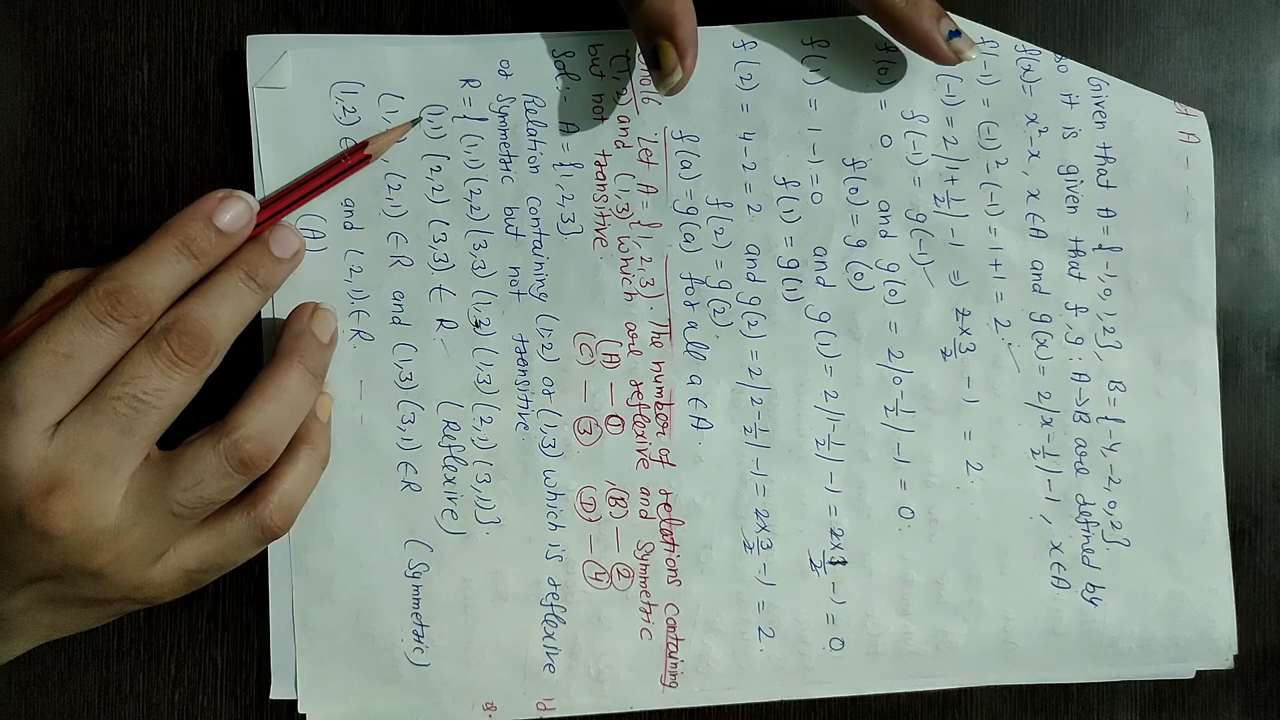 A - - -
Given that A = {-1,0,1,2}, B = {-4,-2,0,2}.
so it is given that f,g : A→B are defined by
f(x) = x² - x, x∈A and g(x) = 2|x-1/2| -1, x∈A
f(-1) = (-1)² - (-1) = 1+1 = 2.
(-1) = 2|1+1/2| -1 ⇒ 2×3/2 - 1 = 2.
f(-1) = g(-1)
f(0) = 0 and g(0) = 2|0-1/2| -1 = 0.
f(0) = g(0)
f(1) = 1-1 = 0 and g(1) = 2|1-1/2| -1 = 2×1/2 -1 = 0
f(1) = g(1)
f(2) = 4-2 = 2 and g(2) = 2|2-1/2| -1 = 2×3/2 -1 = 2.
f(2) = g(2)
f(a) = g(a) for all a∈A.
16 Let A = {1,2,3}. The number of relations containing
(1,2) and (1,3) which are reflexive and symmetric
but not transitive. (A) - 1 , (B) - 2
(C) - 3 (D) - 4
Sol:- A = {1,2,3}
Relation containing (1,2) or (1,3) which is reflexive
or symmetric but not transitive.
R = {(1,1)(2,2)(3,3)(1,2)(1,3)(2,1)(3,1)}.
(1,1)(2,2)(3,3)∈R (Reflexive)
(1, , (2,1)∈R and (1,3)(3,1)∈R (Symmetric)
(1,2)∈ and (2,1)∈R. - - -
(A)